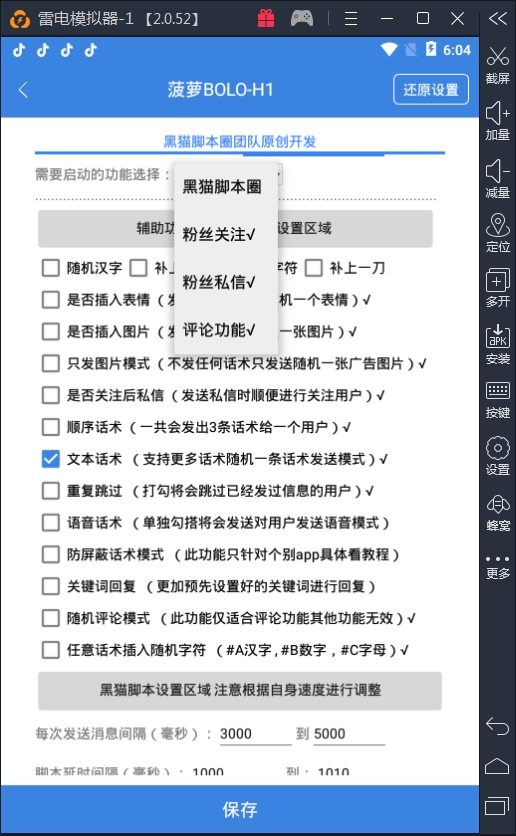 雷电模拟器-1 【2.0.52】
6:04
菠萝BOLO-H1
还原设置
黑猫脚本圈团队原创开发
需要启动的功能选择：
黑猫脚本圈
粉丝关注√
粉丝私信√
评论功能√
辅助功 设置区域
随机汉字 补上 字符 补上一刀
是否插入表情（发 机一个表情）√
是否插入图片（发 一张图片）√
只发图片模式（不发任何话术只发送随机一张广告图片）√
是否关注后私信（发送私信时顺便进行关注用户）√
顺序话术（一共会发出3条话术给一个用户）√
文本话术（支持更多话术随机一条话术发送模式）√
重复跳过（打勾将会跳过已经发过信息的用户）√
语音话术（单独勾搭将会发送对用户发送语音模式）
防屏蔽话术模式（此功能只针对个别app具体看教程）
关键词回复（更加预先设置好的关键词进行回复）
随机评论模式（此功能仅适合评论功能其他功能无效）√
任意话术插入随机字符（#A汉字,#B数字，#C字母）√
黑猫脚本设置区域 注意根据自身速度进行调整
每次发送消息间隔（毫秒）：3000 到 5000
脚本延时间隔（毫秒）：1000 到：1010
保存
截屏
加量
减量
定位
多开
APK
安装
按键
设置
蜂窝
更多